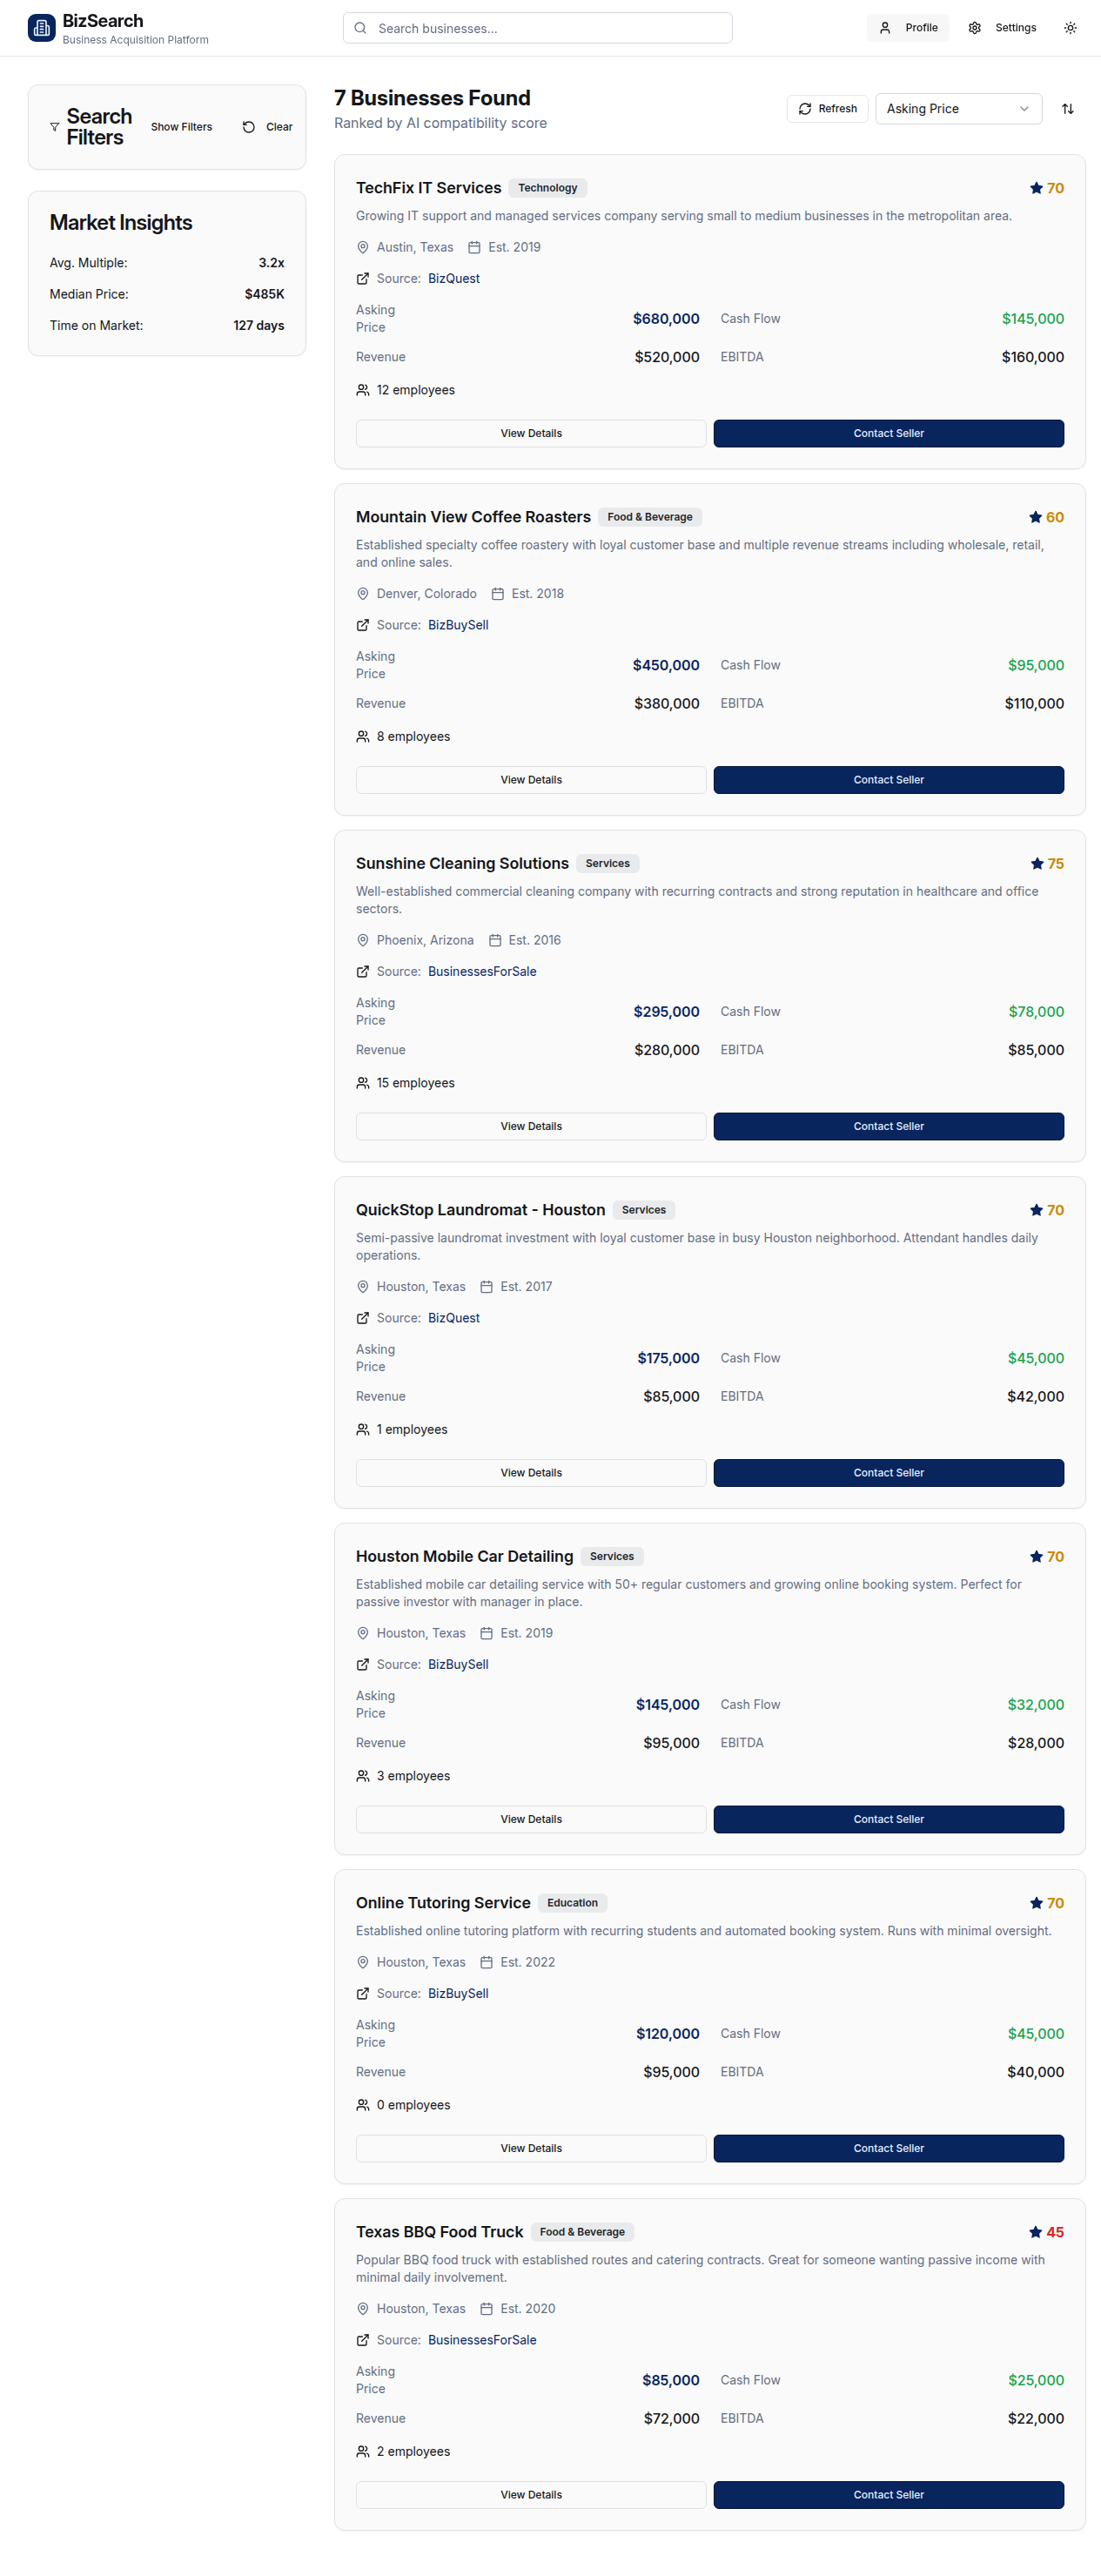 BizSearch
Business Acquisition Platform
Search businesses...
Profile
Settings
Search
Filters
Show Filters
Clear
Market Insights
Avg. Multiple: 3.2x
Median Price: $485K
Time on Market: 127 days
7 Businesses Found
Ranked by AI compatibility score
Refresh
Asking Price
TechFix IT Services Technology 70
Growing IT support and managed services company serving small to medium businesses in the metropolitan area.
Austin, Texas Est. 2019
Source: BizQuest
Asking
Price
$680,000 Cash Flow $145,000
Revenue $520,000 EBITDA $160,000
12 employees
View Details Contact Seller
Mountain View Coffee Roasters Food & Beverage 60
Established specialty coffee roastery with loyal customer base and multiple revenue streams including wholesale, retail,
and online sales.
Denver, Colorado Est. 2018
Source: BizBuySell
Asking
Price
$450,000 Cash Flow $95,000
Revenue $380,000 EBITDA $110,000
8 employees
View Details Contact Seller
Sunshine Cleaning Solutions Services 75
Well-established commercial cleaning company with recurring contracts and strong reputation in healthcare and office
sectors.
Phoenix, Arizona Est. 2016
Source: BusinessesForSale
Asking
Price
$295,000 Cash Flow $78,000
Revenue $280,000 EBITDA $85,000
15 employees
View Details Contact Seller
QuickStop Laundromat - Houston Services 70
Semi-passive laundromat investment with loyal customer base in busy Houston neighborhood. Attendant handles daily
operations.
Houston, Texas Est. 2017
Source: BizQuest
Asking
Price
$175,000 Cash Flow $45,000
Revenue $85,000 EBITDA $42,000
1 employees
View Details Contact Seller
Houston Mobile Car Detailing Services 70
Established mobile car detailing service with 50+ regular customers and growing online booking system. Perfect for
passive investor with manager in place.
Houston, Texas Est. 2019
Source: BizBuySell
Asking
Price
$145,000 Cash Flow $32,000
Revenue $95,000 EBITDA $28,000
3 employees
View Details Contact Seller
Online Tutoring Service Education 70
Established online tutoring platform with recurring students and automated booking system. Runs with minimal oversight.
Houston, Texas Est. 2022
Source: BizBuySell
Asking
Price
$120,000 Cash Flow $45,000
Revenue $95,000 EBITDA $40,000
0 employees
View Details Contact Seller
Texas BBQ Food Truck Food & Beverage 45
Popular BBQ food truck with established routes and catering contracts. Great for someone wanting passive income with
minimal daily involvement.
Houston, Texas Est. 2020
Source: BusinessesForSale
Asking
Price
$85,000 Cash Flow $25,000
Revenue $72,000 EBITDA $22,000
2 employees
View Details Contact Seller